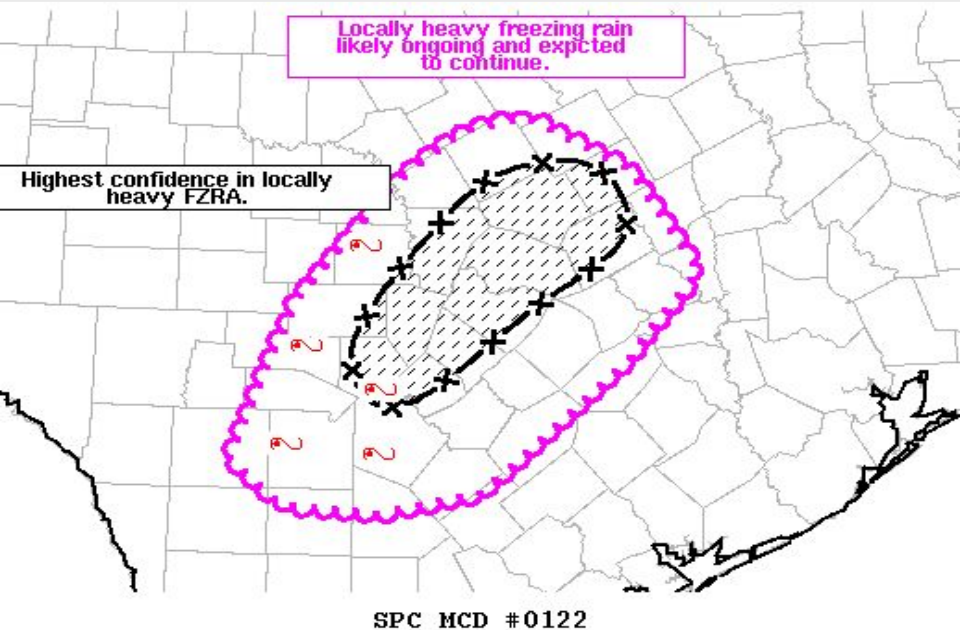 Locally heavy freezing rain
likely ongoing and expcted
to continue.
Highest confidence in locally
heavy FZRA.
SPC MCD #0122